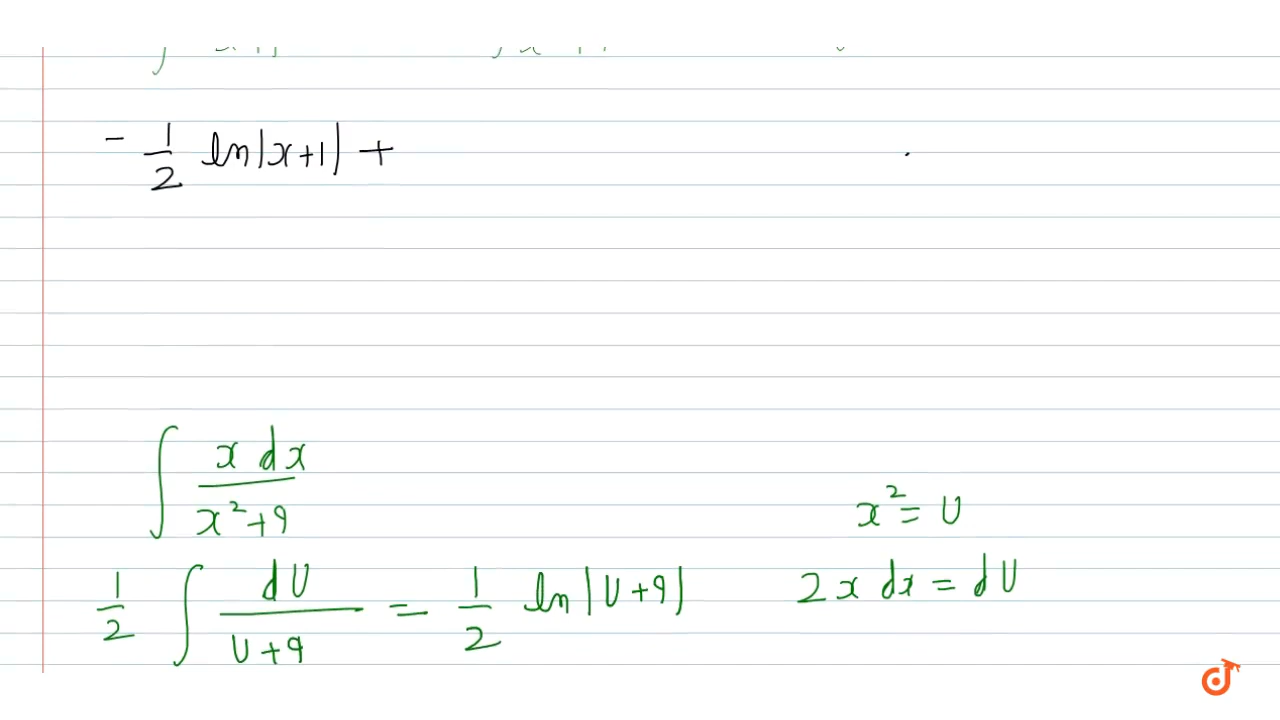 - 1/2 ln|x+1| +
∫ x dx / x²+9
x² = U
1/2 ∫ dU / U+9 = 1/2 ln|U+9|
2x dx = dU